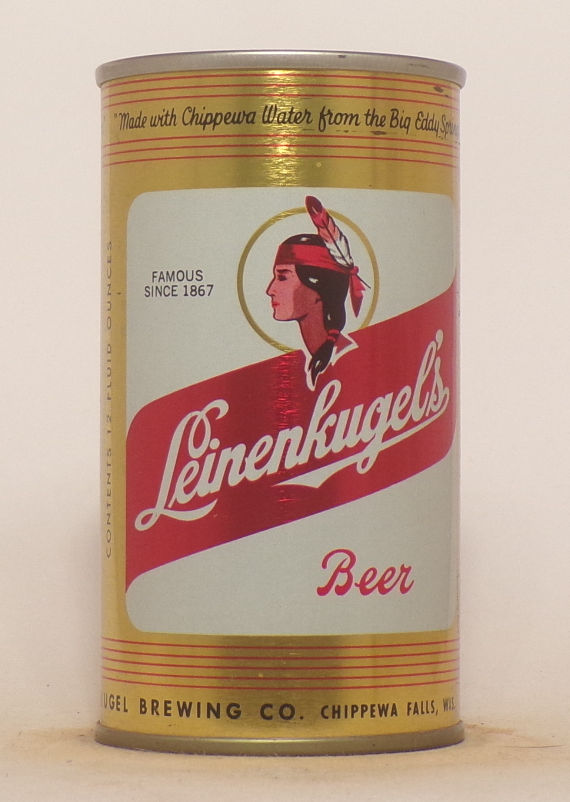 "Made with Chippewa Water from the Big Eddy
FAMOUS
SINCE 1867
CONTENTS 12 FLUID OUNCES
Leinenkugel's
Beer
UGEL BREWING CO. CHIPPEWA FALLS, WIS.